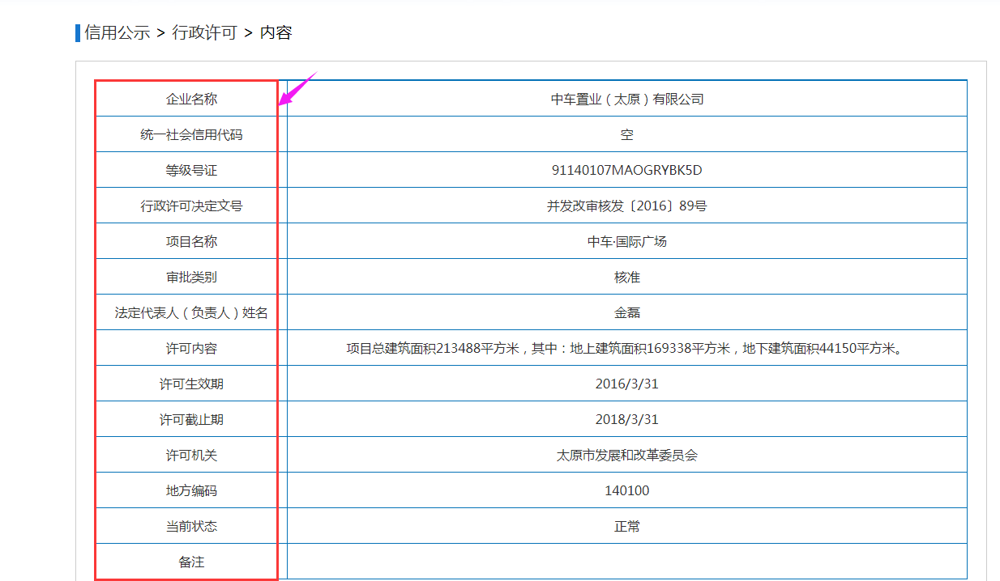 信用公示 > 行政许可 > 内容
企业名称 中车置业（太原）有限公司
统一社会信用代码 空
等级号证 91140107MAOGRYBK5D
行政许可决定文号 并发改审核发〔2016〕89号
项目名称 中车·国际广场
审批类别 核准
法定代表人（负责人）姓名 金磊
许可内容 项目总建筑面积213488平方米，其中：地上建筑面积169338平方米，地下建筑面积44150平方米。
许可生效期 2016/3/31
许可截止期 2018/3/31
许可机关 太原市发展和改革委员会
地方编码 140100
当前状态 正常
备注